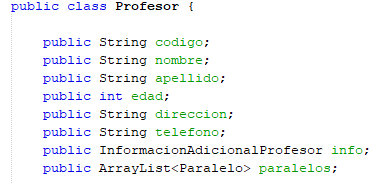 public class Profesor {
public String codigo;
public String nombre;
public String apellido;
public int edad;
public String direccion;
public String telefono;
public InformacionAdicionalProfesor info;
public ArrayList<Paralelo> paralelos;